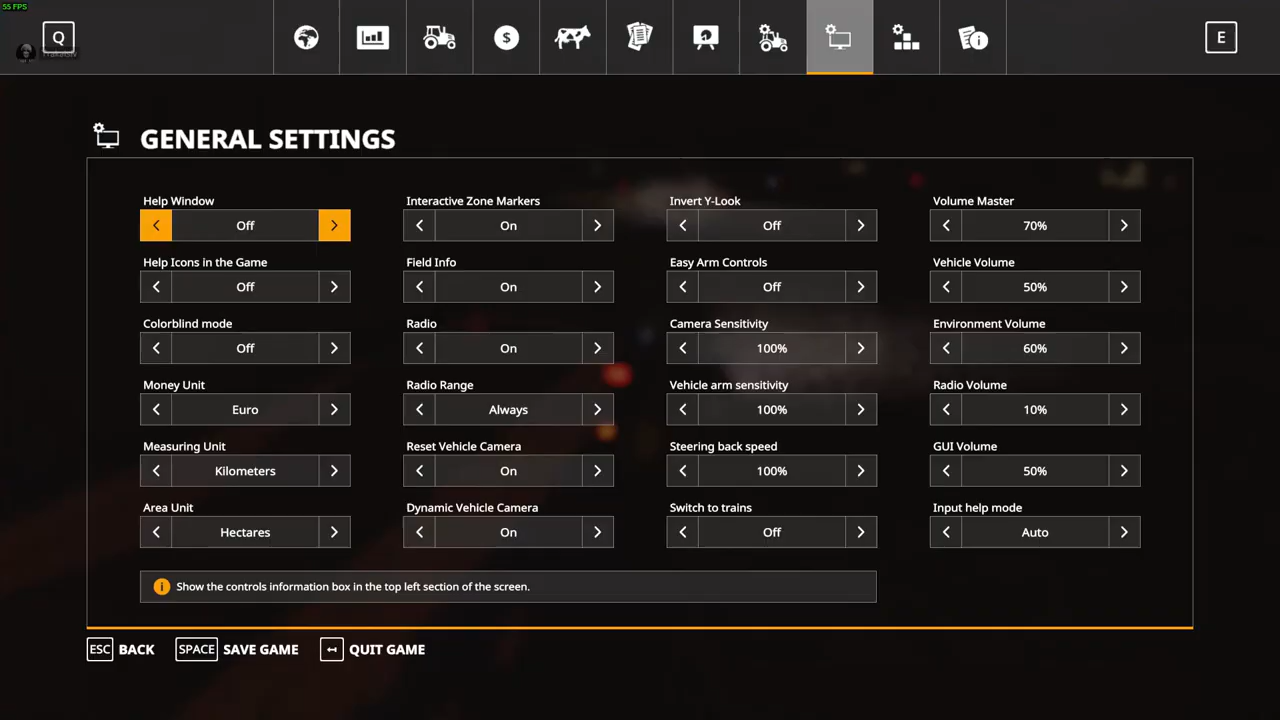 55 FPS
Q
E
GENERAL SETTINGS
Help Window
Off
Help Icons in the Game
Off
Colorblind mode
Off
Money Unit
Euro
Measuring Unit
Kilometers
Area Unit
Hectares
Interactive Zone Markers
On
Field Info
On
Radio
On
Radio Range
Always
Reset Vehicle Camera
On
Dynamic Vehicle Camera
On
Invert Y-Look
Off
Easy Arm Controls
Off
Camera Sensitivity
100%
Vehicle arm sensitivity
100%
Steering back speed
100%
Switch to trains
Off
Volume Master
70%
Vehicle Volume
50%
Environment Volume
60%
Radio Volume
10%
GUI Volume
50%
Input help mode
Auto
Show the controls information box in the top left section of the screen.
ESC BACK SPACE SAVE GAME QUIT GAME